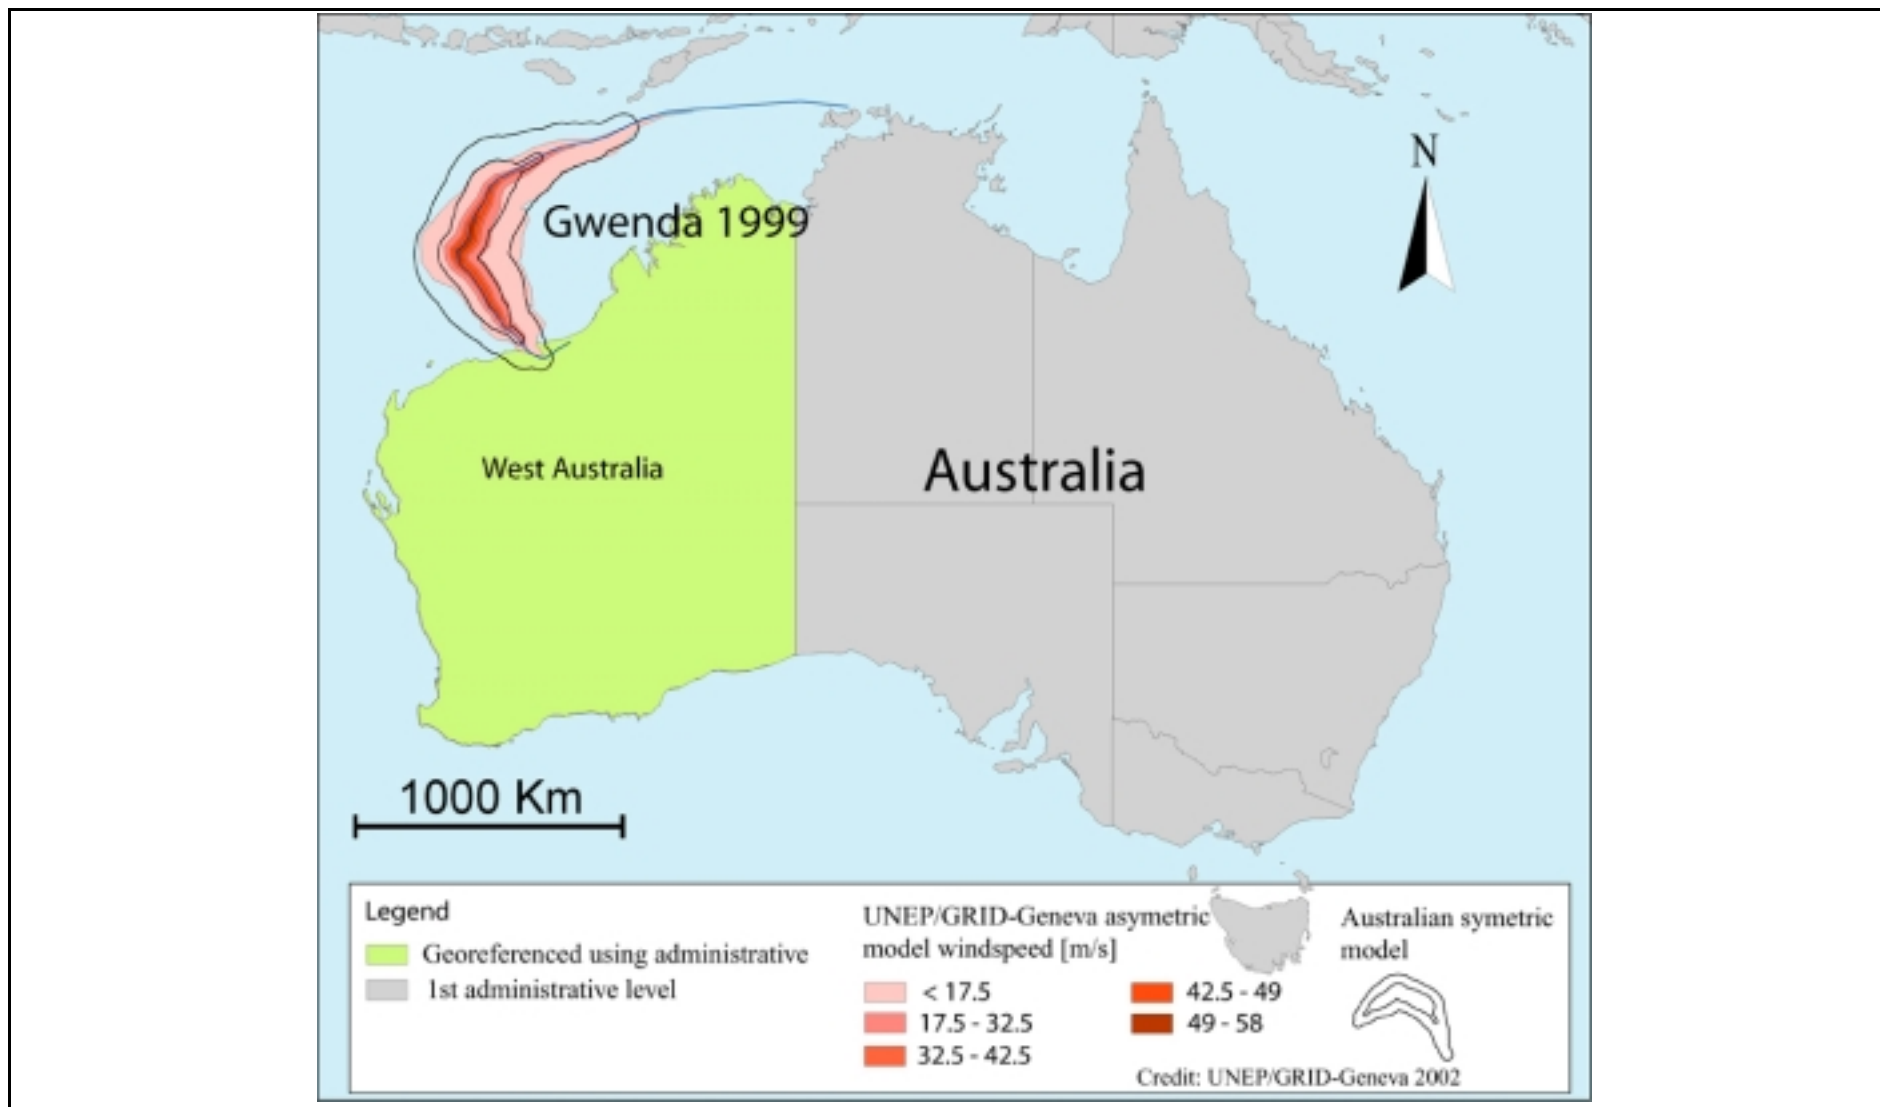 N
Gwenda 1999
West Australia
Australia
1000 Km
Legend
Georeferenced using administrative
1st administrative level
UNEP/GRID-Geneva asymetric
model windspeed [m/s]
< 17.5
17.5 - 32.5
32.5 - 42.5
42.5 - 49
49 - 58
Australian symetric
model
Credit: UNEP/GRID-Geneva 2002